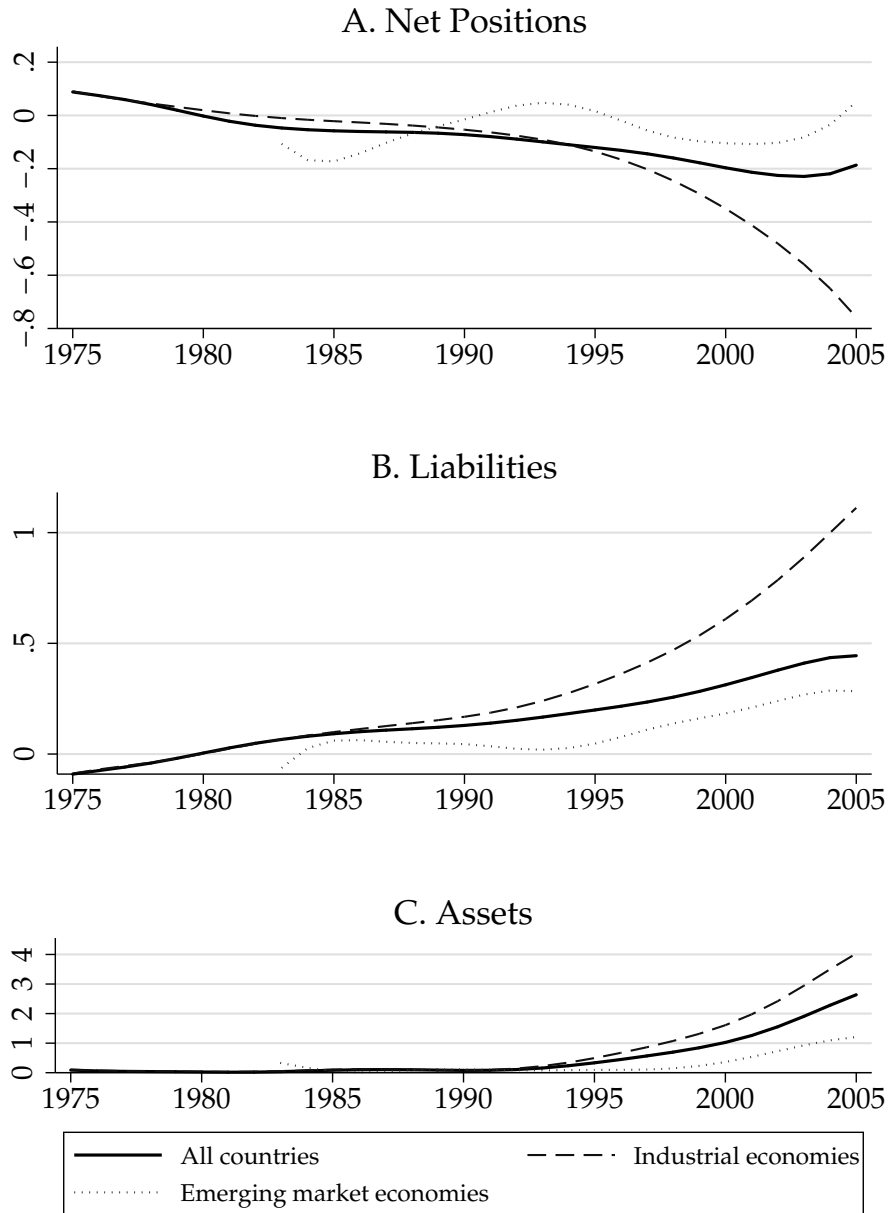 A. Net Positions
.2
0
-.2
-.4
-.6
-.8
1975 1980 1985 1990 1995 2000 2005
B. Liabilities
1
.5
0
1975 1980 1985 1990 1995 2000 2005
C. Assets
4
3
2
1
0
1975 1980 1985 1990 1995 2000 2005
All countries
Industrial economies
Emerging market economies